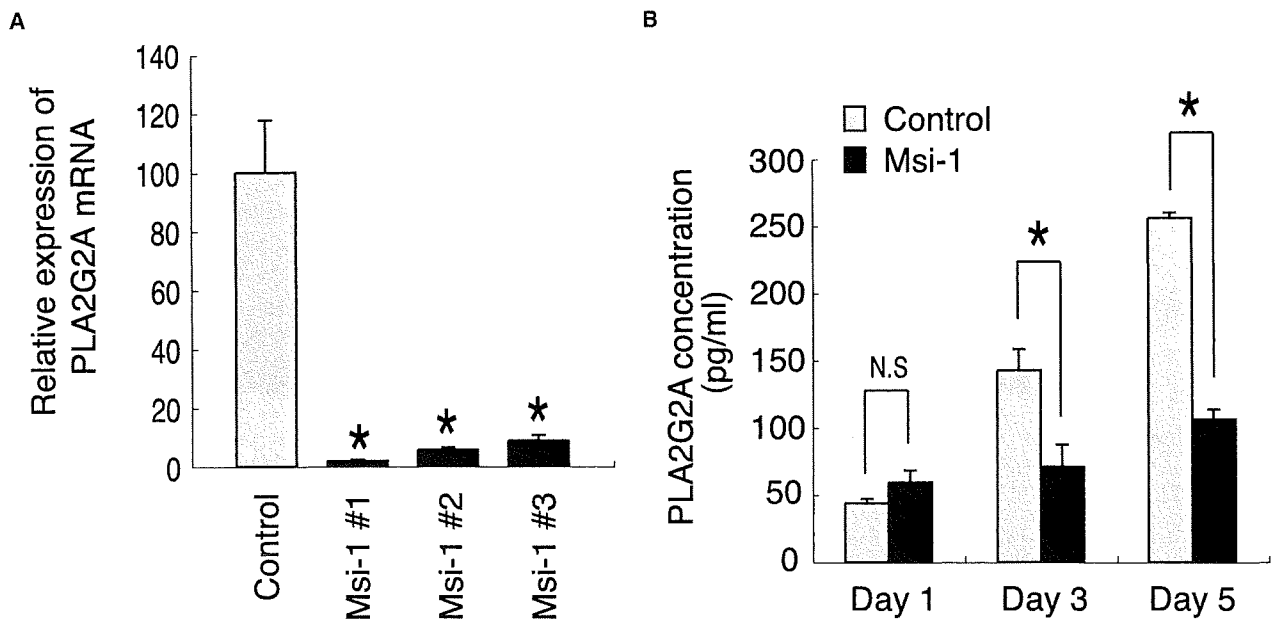 A
Relative expression of
PLA2G2A mRNA
140
120
100
80
60
40
20
0
Control
Msi-1 #1
Msi-1 #2
Msi-1 #3
B
Control
Msi-1
PLA2G2A concentration
(pg/ml)
300
250
200
150
100
50
0
N.S
Day 1
Day 3
Day 5